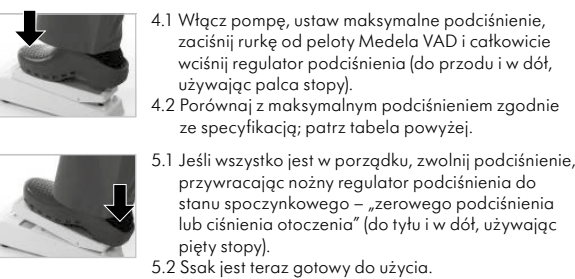 4.1 Włącz pompę, ustaw maksymalne podciśnienie,
zaciśnij rurkę od peloty Medela VAD i całkowicie
wciśnij regulator podciśnienia (do przodu i w dół,
używając palca stopy).
4.2 Porównaj z maksymalnym podciśnieniem zgodnie
ze specyfikacją; patrz tabela powyżej.
5.1 Jeśli wszystko jest w porządku, zwolnij podciśnienie,
przywracając nożny regulator podciśnienia do
stanu spoczynkowego – „zerowego podciśnienia
lub ciśnienia otoczenia” (do tyłu i w dół, używając
pięty stopy).
5.2 Ssak jest teraz gotowy do użycia.